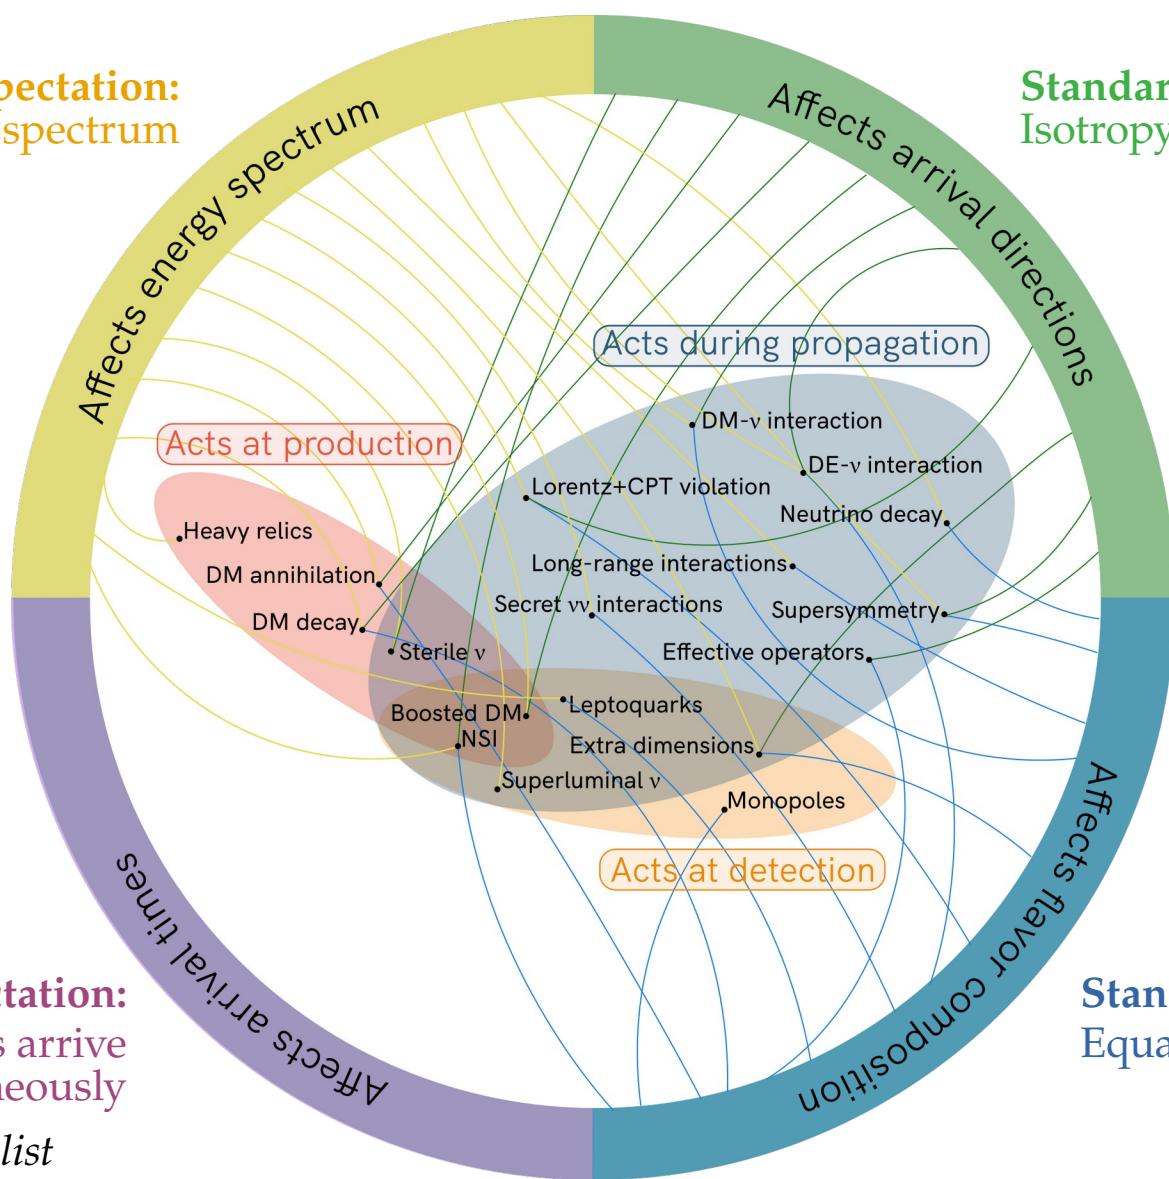 pectation:
spectrum
Standar
Isotropy
Affects energy spectrum
Affects arrival directions
Acts during propagation
DM-ν interaction
Acts at production
DE-ν interaction
Lorentz+CPT violation
Neutrino decay
Heavy relics
Long-range interactions
DM annihilation
Secret νν interactions
Supersymmetry
DM decay
Sterile ν
Effective operators
Leptoquarks
Boosted DM
NSI
Extra dimensions
Superluminal ν
Monopoles
Acts at detection
Affects arrival times
Affects flavor composition
tation:
s arrive
neously
list
Stan
Equa